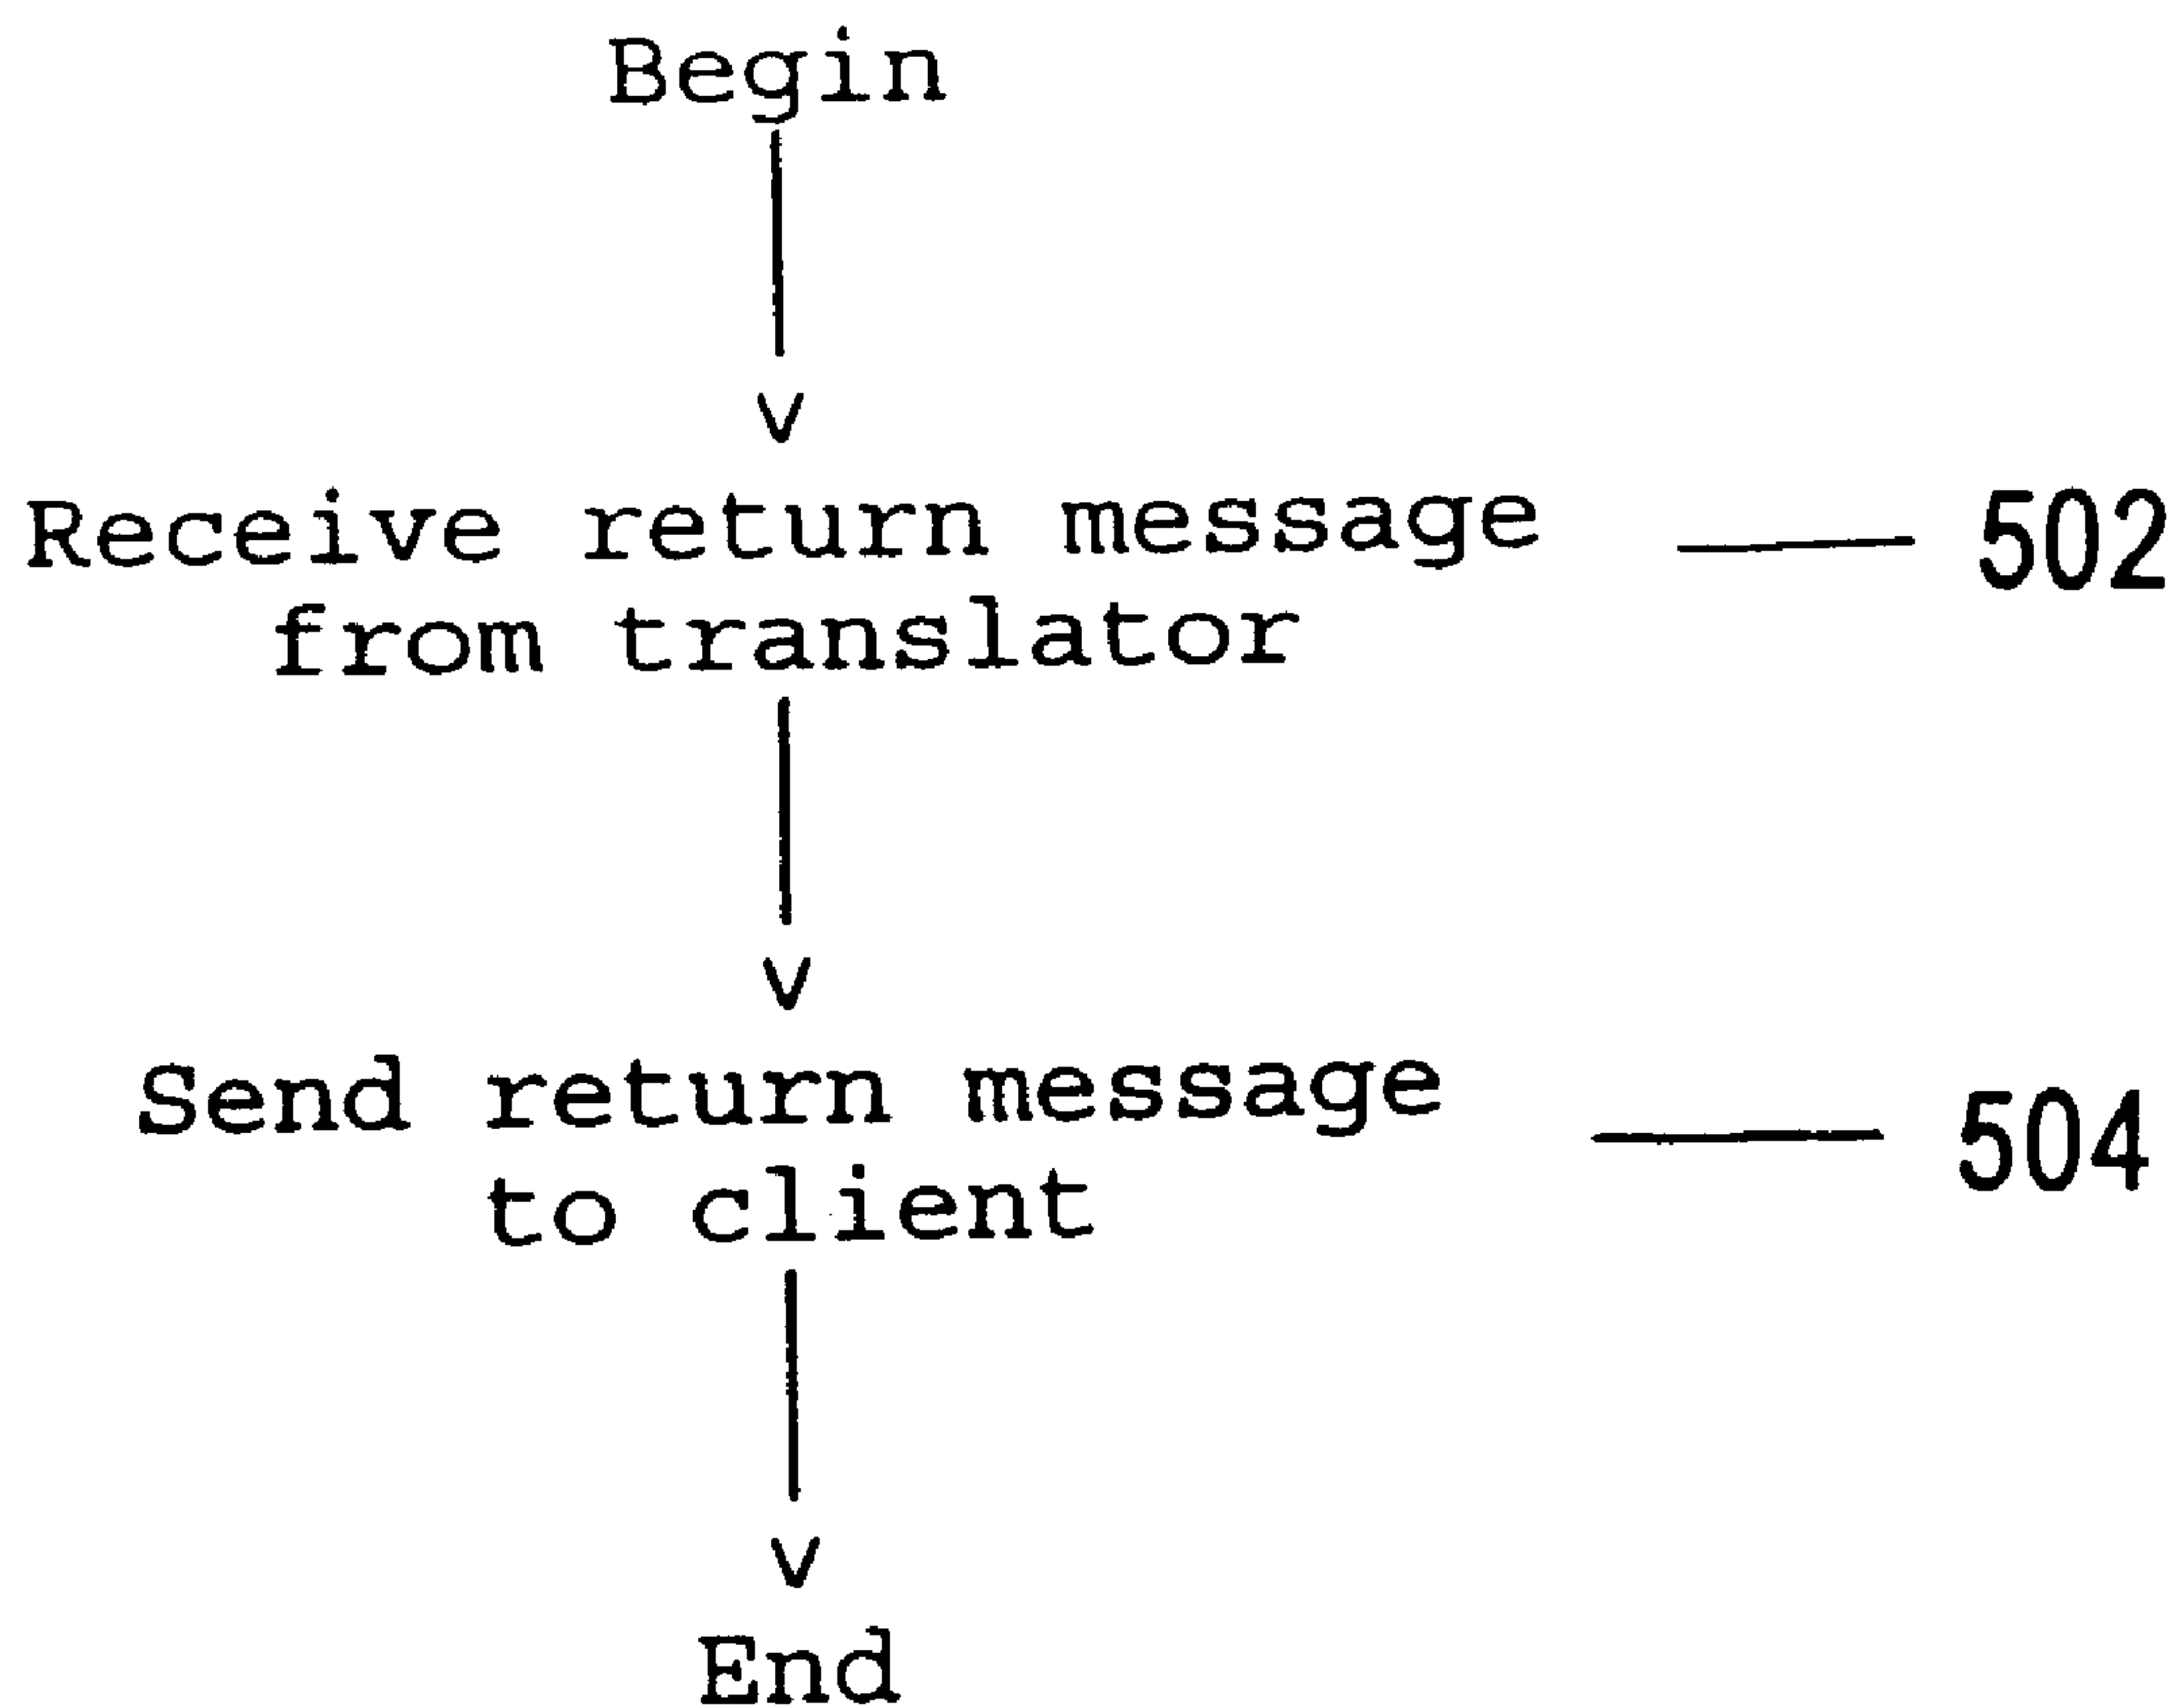 Begin
v
Receive return message 502
from translator
v
Send return message 504
to client
v
End